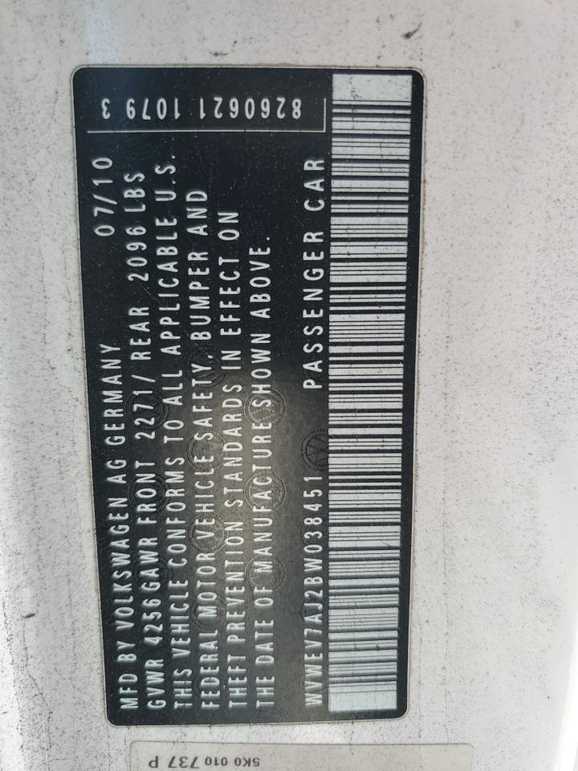 MFD BY VOLKSWAGEN AG GERMANY 07/10
GVWR 4256 GAWR FRONT 2271/ REAR 2096 LBS
THIS VEHICLE CONFORMS TO ALL APPLICABLE U.S.
FEDERAL MOTOR VEHICLE SAFETY, BUMPER AND
THEFT PREVENTION STANDARDS IN EFFECT ON
THE DATE OF MANUFACTURE SHOWN ABOVE.
WVWEV7AJ2BW038451 PASSENGER CAR
8260621 1079 3
5K0 010 737 P